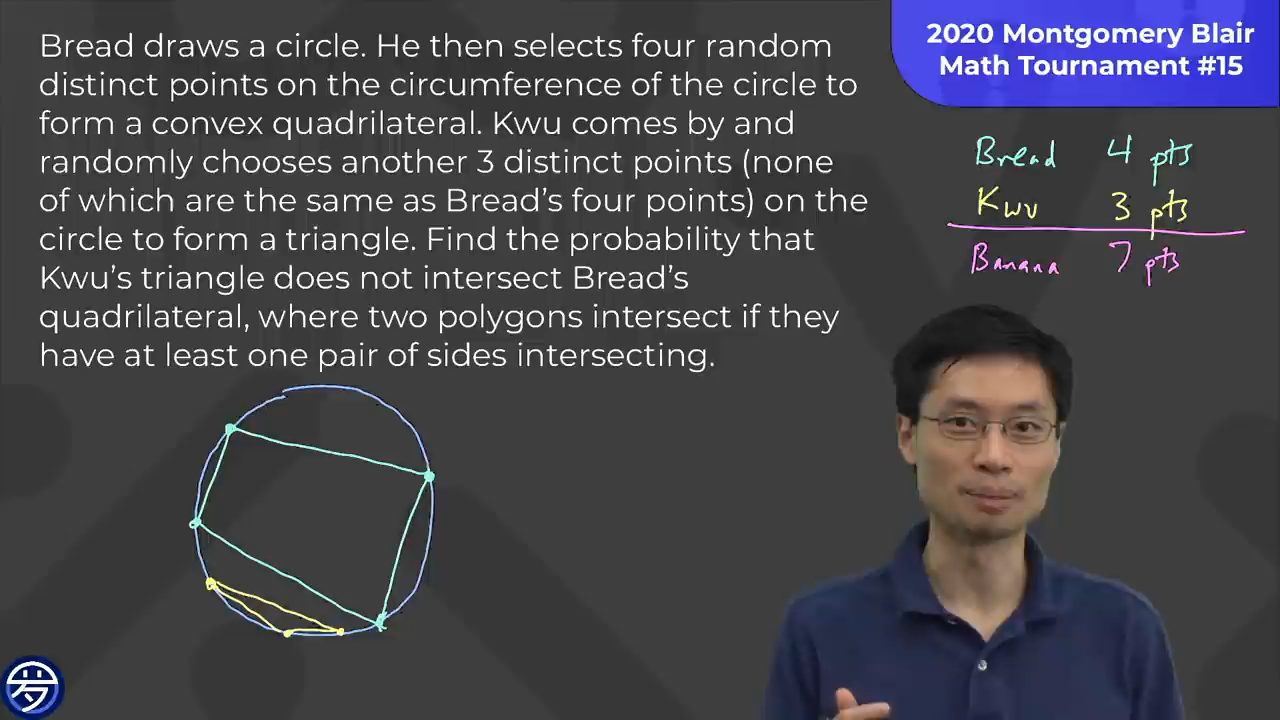 Bread draws a circle. He then selects four random
distinct points on the circumference of the circle to
form a convex quadrilateral. Kwu comes by and
randomly chooses another 3 distinct points (none
of which are the same as Bread's four points) on the
circle to form a triangle. Find the probability that
Kwu's triangle does not intersect Bread's
quadrilateral, where two polygons intersect if they
have at least one pair of sides intersecting.
2020 Montgomery Blair
Math Tournament #15
Bread 4 pts
Kwu 3 pts
Banana 7 pts